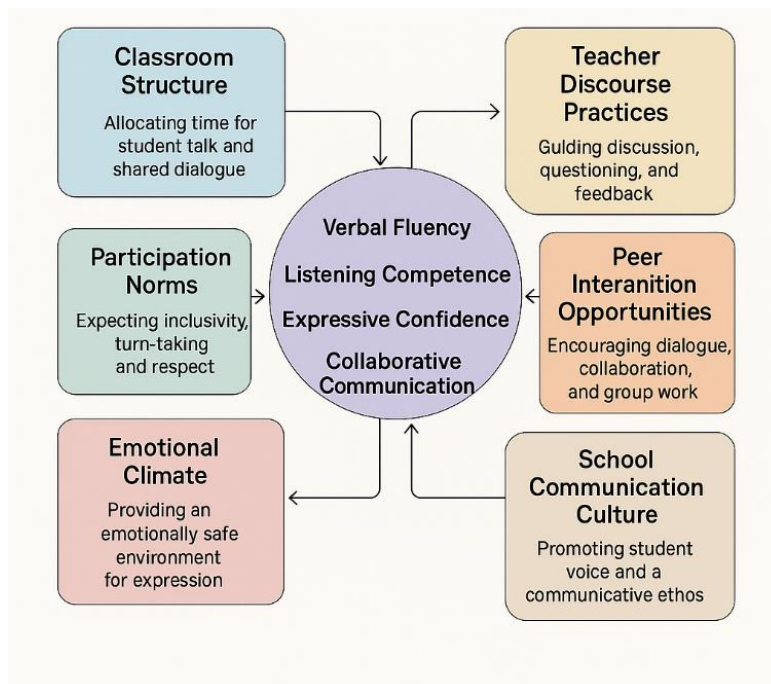 Classroom
Structure
Allocating time for
student talk and
shared dialogue
Teacher
Discourse
Practices
Gulding discussion,
questioning, and
feedback
Participation
Norms
Expecting inclusivity,
turn-taking
and respect
Verbal Fluency
Listening Competence
Expressive Confidence
Collaborative
Communication
Peer
Interanition
Opportunities
Encouraging dialogue,
collaboration,
and group work
Emotional
Climate
Providing an
emotionally safe
environment
for expression
School
Communication
Culture
Promoting student
voice and a
communicative ethos